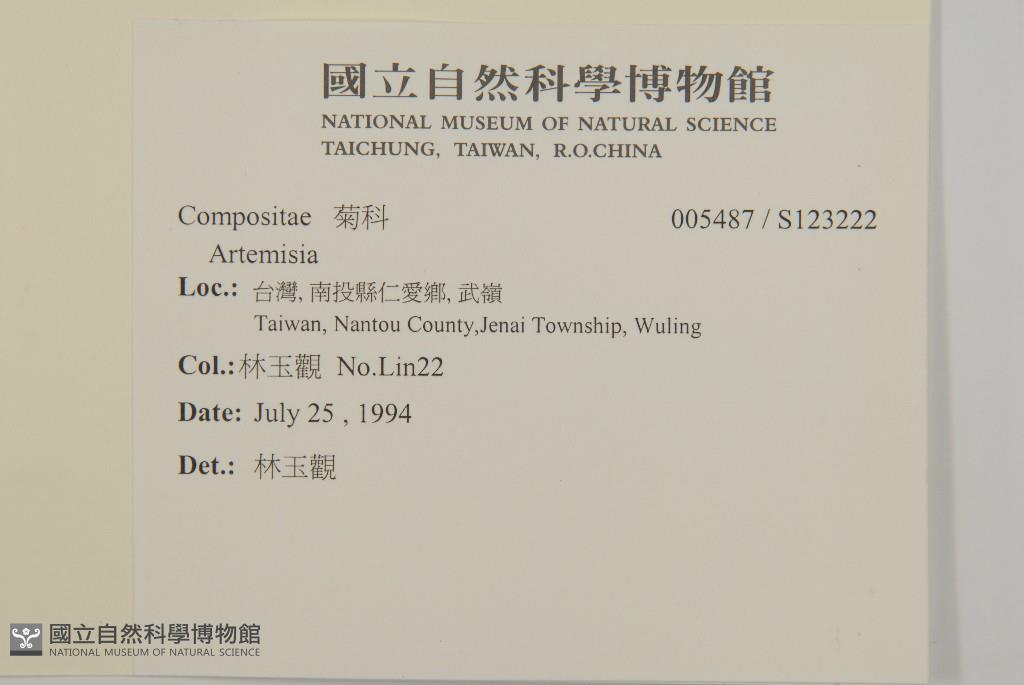 國立自然科學博物館
NATIONAL MUSEUM OF NATURAL SCIENCE
TAICHUNG, TAIWAN, R.O.CHINA
Compositae 菊科 005487 / S123222
Artemisia
Loc.: 台灣, 南投縣仁愛鄉, 武嶺
Taiwan, Nantou County,Jenai Township, Wuling
Col.:林玉觀 No.Lin22
Date: July 25 , 1994
Det.: 林玉觀
國立自然科學博物館
NATIONAL MUSEUM OF NATURAL SCIENCE